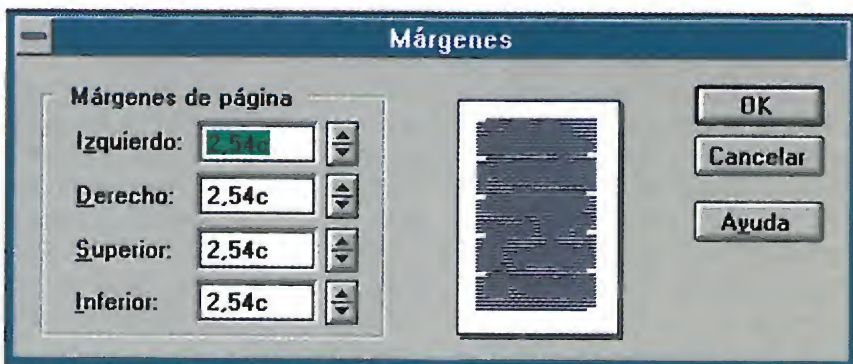 Márgenes
Márgenes de página
Izquierdo: 2,54c
Derecho: 2,54c
Superior: 2,54c
Inferior: 2,54c
OK
Cancelar
Ayuda